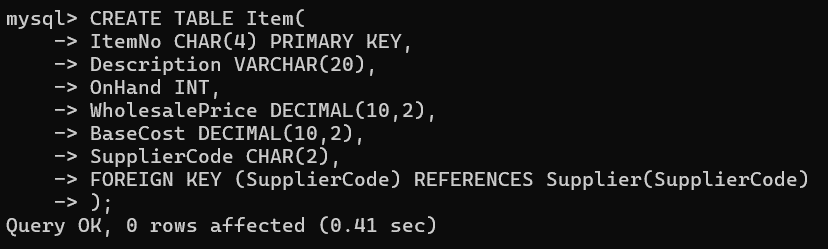 mysql> CREATE TABLE Item(
    -> ItemNo CHAR(4) PRIMARY KEY,
    -> Description VARCHAR(20),
    -> OnHand INT,
    -> WholesalePrice DECIMAL(10,2),
    -> BaseCost DECIMAL(10,2),
    -> SupplierCode CHAR(2),
    -> FOREIGN KEY (SupplierCode) REFERENCES Supplier(SupplierCode)
    -> );
Query OK, 0 rows affected (0.41 sec)